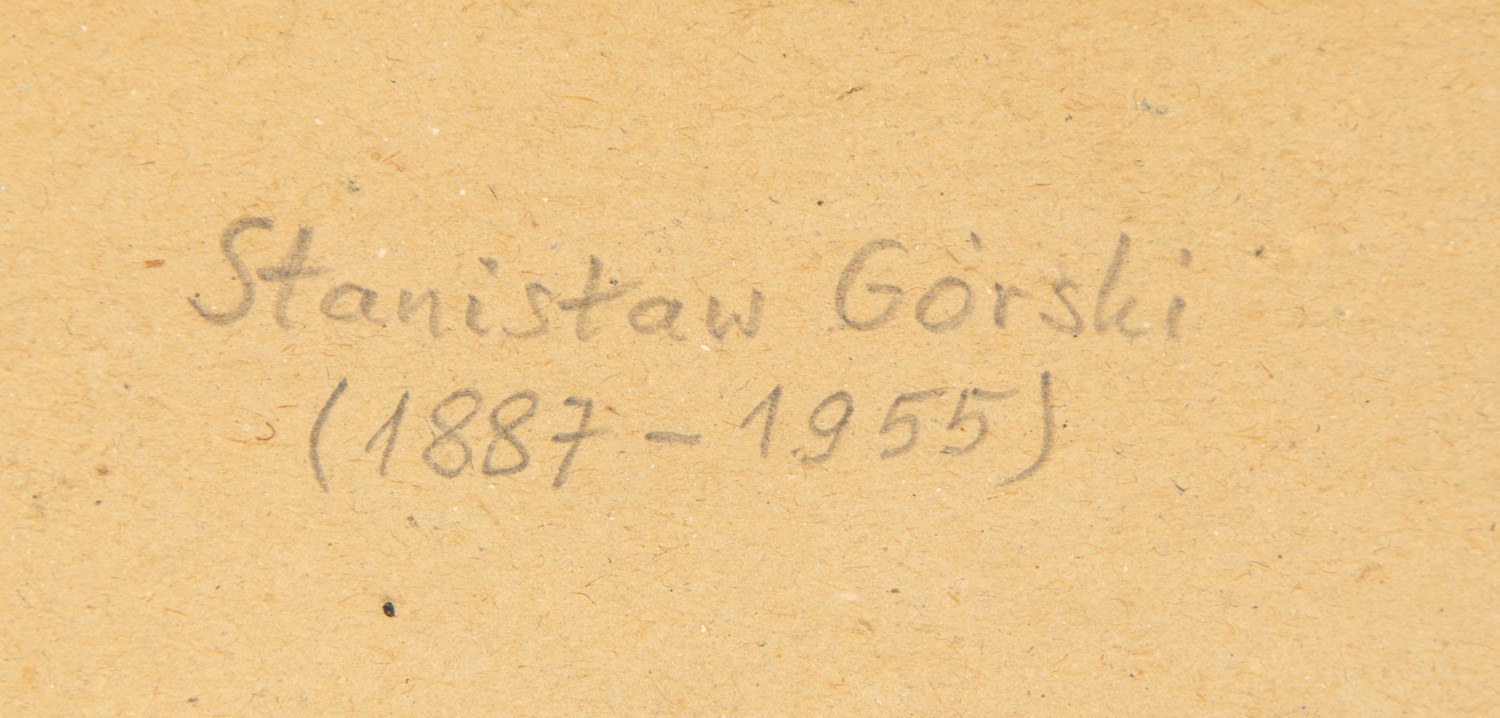 Stanisław Górski
(1887 - 1955)